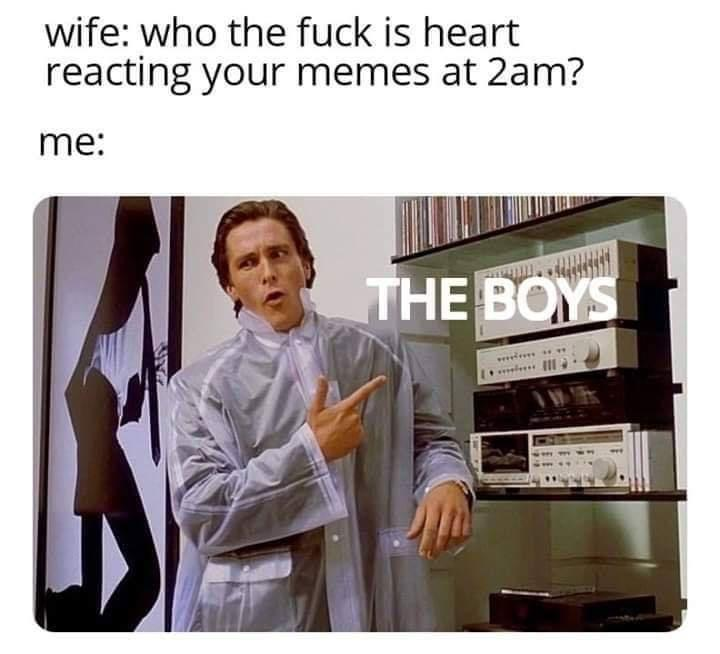 wife: who the fuck is heart
reacting your memes at 2am?
me:
THE BOYS